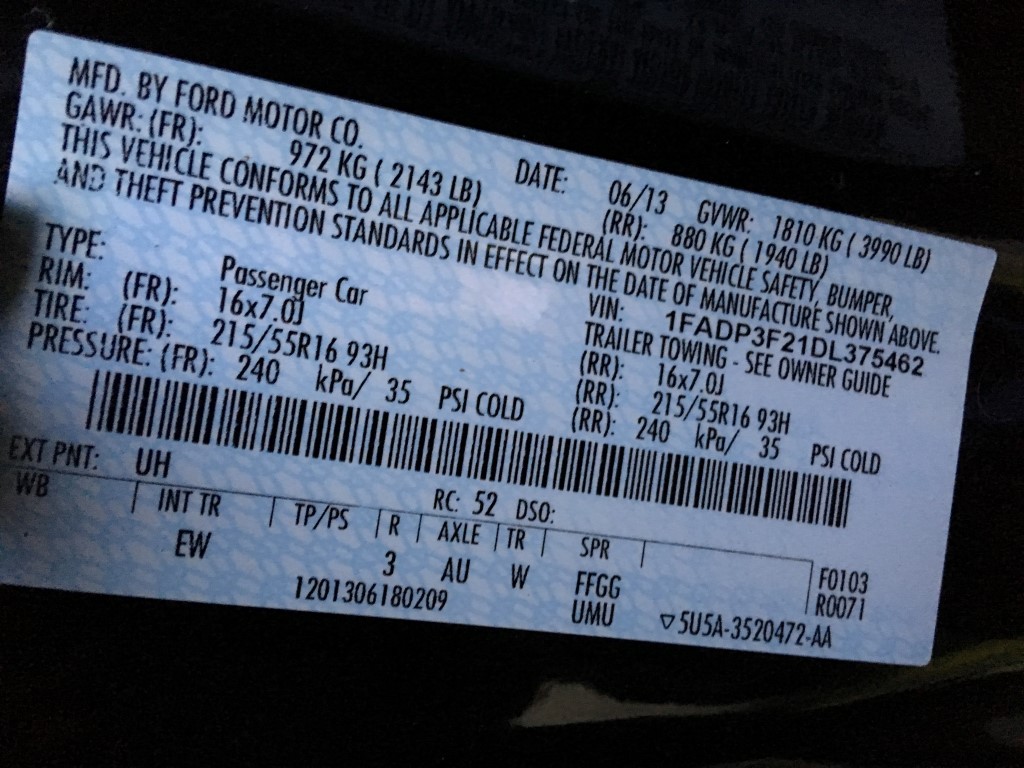 MFD. BY FORD MOTOR CO.
DATE: 06/13 GVWR: 1810 KG ( 3990 LB)
GAWR: (FR): 972 KG ( 2143 LB) (RR): 880 KG ( 1940 LB)
THIS VEHICLE CONFORMS TO ALL APPLICABLE FEDERAL MOTOR VEHICLE SAFETY, BUMPER,
AND THEFT PREVENTION STANDARDS IN EFFECT ON THE DATE OF MANUFACTURE SHOWN ABOVE.
VIN: 1FADP3F21DL375462
TYPE: Passenger Car TRAILER TOWING - SEE OWNER GUIDE
RIM: (FR): 16x7.0J (RR): 16x7.0J
TIRE: (FR): 215/55R16 93H (RR): 215/55R16 93H
PRESSURE: (FR): 240 kPa/ 35 PSI COLD (RR): 240 kPa/ 35 PSI COLD
EXT PNT: UH RC: 52 DSO:
WB INT TR TP/PS R AXLE TR SPR
EW 3 AU W FFGG F0103
1201306180209 UMU R0071
▽5U5A-3520472-AA